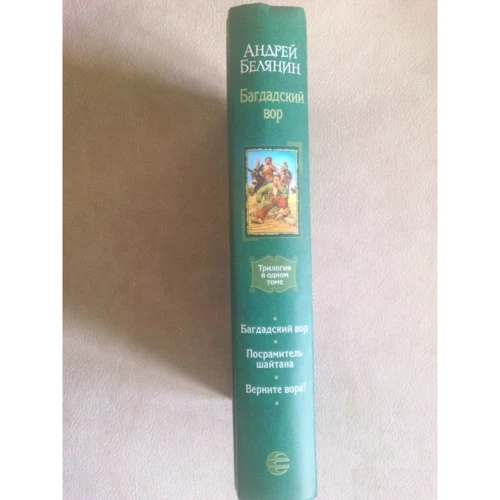 Андрей
Белянин
Багдадский
вор
Трилогия
в одном
томе
Багдадский вор
Посрамитель
шайтана
Верните вора!